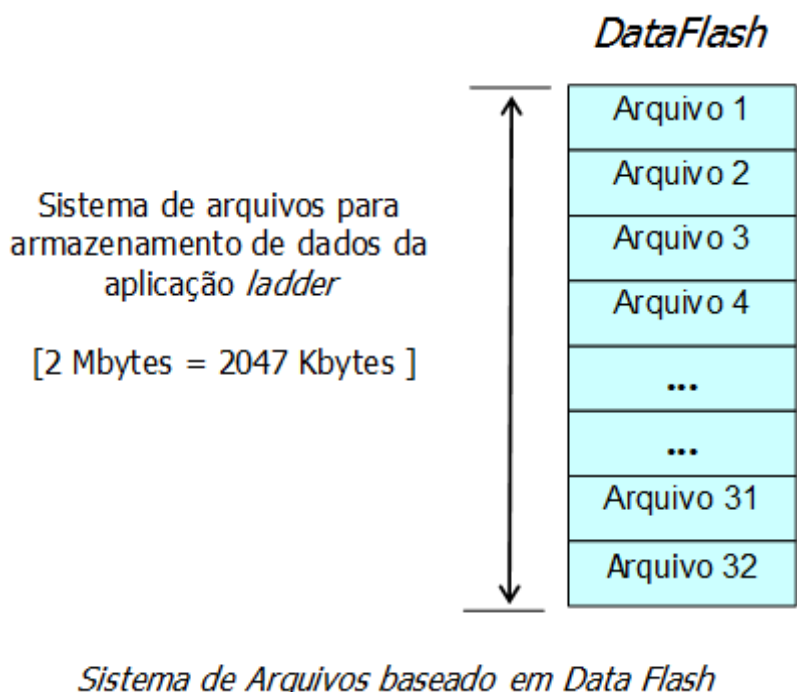 DataFlash
Arquivo 1
Arquivo 2
Arquivo 3
Arquivo 4
...
...
Arquivo 31
Arquivo 32
Sistema de arquivos para
armazenamento de dados da
aplicação ladder
[2 Mbytes = 2047 Kbytes ]
Sistema de Arquivos baseado em Data Flash